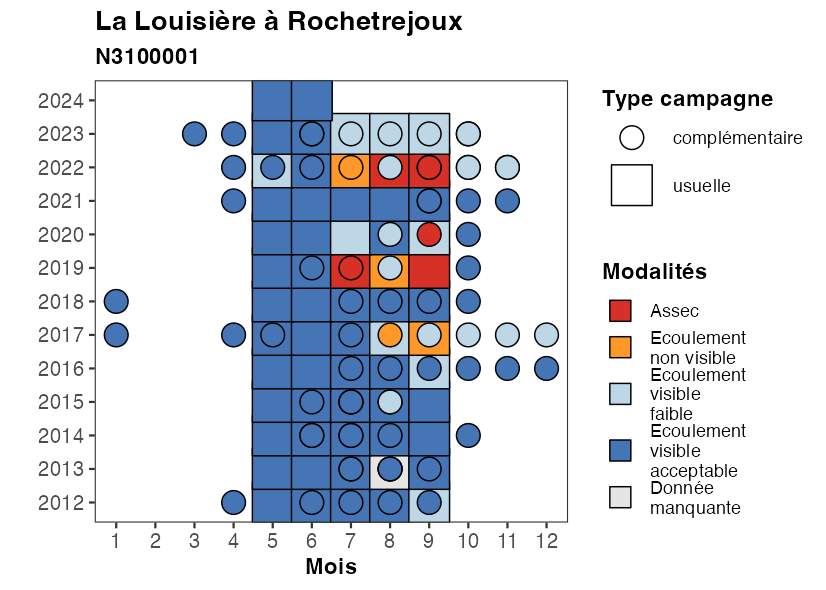 La Louisière à Rochetrejoux
N3100001
2024
2023
2022
2021
2020
2019
2018
2017
2016
2015
2014
2013
2012
1 2 3 4 5 6 7 8 9 10 11 12
Mois
Type campagne
complémentaire
usuelle
Modalités
Assec
Ecoulement
non visible
Ecoulement
visible
faible
Ecoulement
visible
acceptable
Donnée
manquante